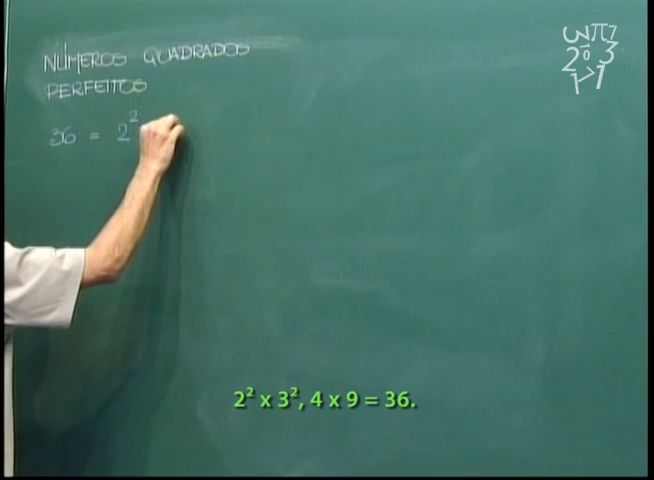 NÚMEROS QUADRADOS
PERFEITOS
36 = 2²
2² x 3², 4 x 9 = 36.